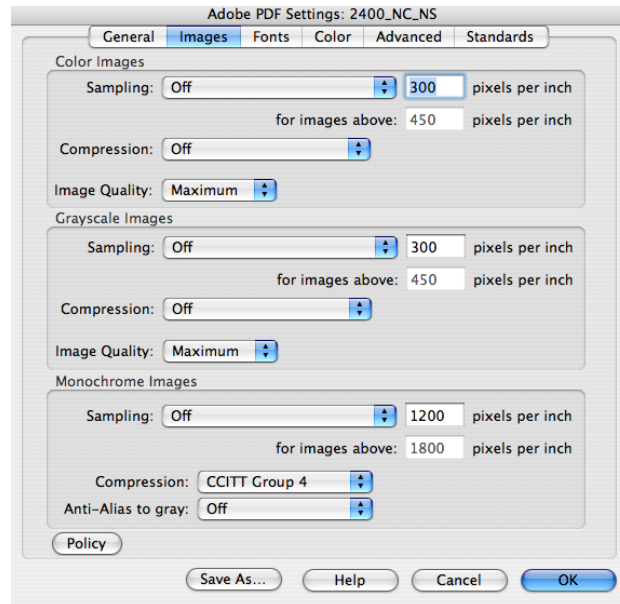 Adobe PDF Settings: 2400_NC_NS
General Images Fonts Color Advanced Standards
Color Images
Sampling: Off 300 pixels per inch
for images above: 450 pixels per inch
Compression: Off
Image Quality: Maximum
Grayscale Images
Sampling: Off 300 pixels per inch
for images above: 450 pixels per inch
Compression: Off
Image Quality: Maximum
Monochrome Images
Sampling: Off 1200 pixels per inch
for images above: 1800 pixels per inch
Compression: CCITT Group 4
Anti-Alias to gray: Off
Policy
Save As... Help Cancel OK